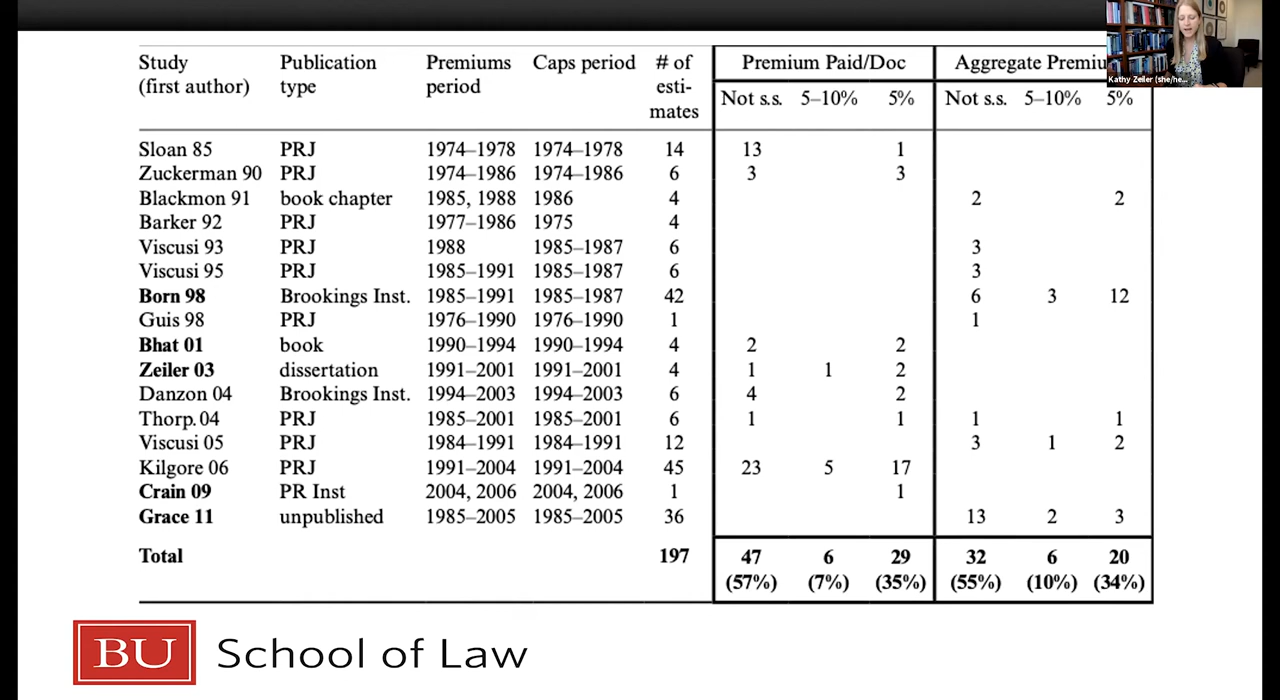 Study Publication Premiums Caps period # of Premium Paid/Doc Aggregate
(first author) type period esti- Not s.s. 5–10% 5% Not s.s. 5–10% 5%
mates
Sloan 85 PRJ 1974–1978 1974–1978 14 13 1
Zuckerman 90 PRJ 1974–1986 1974–1986 6 3 3
Blackmon 91 book chapter 1985, 1988 1986 4 2 2
Barker 92 PRJ 1977–1986 1975 4
Viscusi 93 PRJ 1988 1985–1987 6 3
Viscusi 95 PRJ 1985–1991 1985–1987 6 3
Born 98 Brookings Inst. 1985–1991 1985–1987 42 6 3 12
Guis 98 PRJ 1976–1990 1976–1990 1 1
Bhat 01 book 1990–1994 1990–1994 4 2 2
Zeiler 03 dissertation 1991–2001 1991–2001 4 1 1 2
Danzon 04 Brookings Inst. 1994–2003 1994–2003 6 4 2
Thorp. 04 PRJ 1985–2001 1985–2001 6 1 1 1 1
Viscusi 05 PRJ 1984–1991 1984–1991 12 3 1 2
Kilgore 06 PRJ 1991–2004 1991–2004 45 23 5 17
Crain 09 PR Inst 2004, 2006 2004, 2006 1 1
Grace 11 unpublished 1985–2005 1985–2005 36 13 2 3
Total 197 47 6 29 32 6 20
(57%) (7%) (35%) (55%) (10%) (34%)
Kathy Zeiler (she/he...
BU School of Law